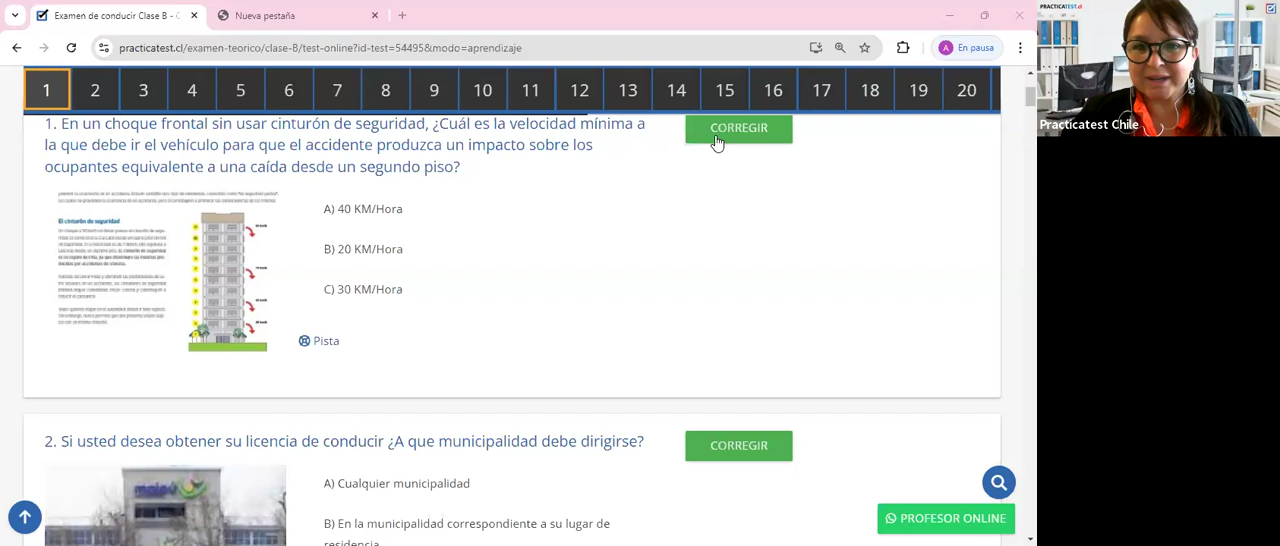 Examen de conducir Clase B - C
Nueva pestaña
practicatest.cl/examen-teorico/clase-B/test-online?id-test=54495&modo=aprendizaje
A
En pausa
PRACTICATEST.cl
Practicatest Chile
1 2 3 4 5 6 7 8 9 10 11 12 13 14 15 16 17 18 19 20
1. En un choque frontal sin usar cinturón de seguridad, ¿Cuál es la velocidad mínima a
la que debe ir el vehículo para que el accidente produzca un impacto sobre los
ocupantes equivalente a una caída desde un segundo piso?
CORREGIR
El cinturón de seguridad
A) 40 KM/Hora
B) 20 KM/Hora
C) 30 KM/Hora
Pista
2. Si usted desea obtener su licencia de conducir ¿A que municipalidad debe dirigirse?
CORREGIR
A) Cualquier municipalidad
B) En la municipalidad correspondiente a su lugar de
residencia
PROFESOR ONLINE